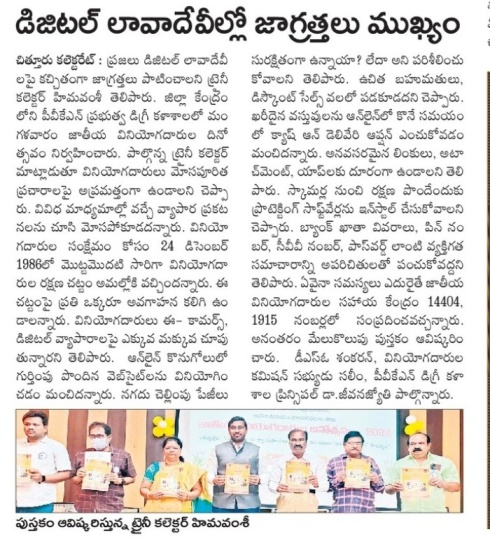 డిజిటల్ లావాదేవీల్లో జాగ్రత్తలు ముఖ్యం
చిత్తూరు కలెక్టరేట్ : ప్రజలు డిజిటల్ లావాదేవీ
లపై కచ్చితంగా జాగ్రత్తలు పాటించాలని ట్రైనీ
కలెక్టర్ హిమవంశీ తెలిపారు. జిల్లా కేంద్రం
లోని పీవీకేఎన్ ప్రభుత్వ డిగ్రీ కళాశాలలో మం
గళవారం జాతీయ వినియోగదారుల దినో
త్సవం నిర్వహించారు. పాల్గొన్న ట్రైనీ కలెక్టర్
మాట్లాడుతూ వినియోగదారులు మోసపూరిత
ప్రచారాలపై అప్రమత్తంగా ఉండాలని చెప్పా
రు. వివిధ మాధ్యమాల్లో వచ్చే వ్యాపార ప్రకట
నలను చూసి మోసపోకూడదన్నారు. వినియో
గదారుల సంక్షేమం కోసం 24 డిసెంబర్
1986లో మొట్టమొదటి సారిగా వినియోగదా
రుల రక్షణ చట్టం అమల్లోకి వచ్చిందన్నారు. ఈ
చట్టంపై ప్రతి ఒక్కరూ అవగాహన కలిగి ఉం
డాలన్నారు. వినియోగదారులు ఈ- కామర్స్,
డిజిటల్ వ్యాపారాలపై ఎక్కువ మక్కువ చూపు
తున్నారని తెలిపారు. ఆన్‌లైన్ కొనుగోలులో
గుర్తింపు పొందిన వెబ్‌సైట్‌లను వినియోగిం
చడం మంచిదన్నారు. నగదు చెల్లింపు పేజీలు
సురక్షితంగా ఉన్నాయా? లేదా అని పరిశీలించు
కోవాలని తెలిపారు. ఉచిత బహుమతులు,
డిస్కౌంట్ సేల్స్ వలలో పడకూడదని చెప్పారు.
ఖరీదైన వస్తువులను ఆన్‌లైన్‌లో కొనే సమయం
లో క్యాష్ ఆన్ డెలివేరి ఆప్షన్ ఎంచుకోవడం
మంచిదన్నారు. అనవసరమైన లింకులు, అటా
చ్‌మెంట్, యాప్‌లకు దూరంగా ఉండాలని తెలి
పారు. స్కామర్ల నుంచి రక్షణ పొందేందుకు
ప్రొటెక్టింగ్ సాఫ్ట్‌వేర్లను ఇన్‌స్టాల్ చేసుకోవాలని
చెప్పారు. బ్యాంక్ ఖాతా వివరాలు, పిన్ నం
బర్, సీవీవీ నంబర్, పాస్‌వర్డ్ లాంటి వ్యక్తిగత
సమాచారాన్ని అపరిచితులతో పంచుకోవద్దని
తెలిపారు. ఏవైనా సమస్యలు ఎదురైతే జాతీయ
వినియోగదారుల సహాయ కేంద్రం 14404,
1915 నంబర్లలో సంప్రదించవచ్చన్నారు.
అనంతరం మేలుకొలుపు పుస్తకం ఆవిష్కరిం
చారు. డీఎస్ఓ శంకరన్, వినియోగదారుల
కమిషన్ సభ్యుడు సలీం, పీవీకేఎన్ డిగ్రీ కళా
శాల ప్రిన్సిపల్ డా.జీవనజ్యోతి పాల్గొన్నారు.
పుస్తకం ఆవిష్కరిస్తున్న ట్రైనీ కలెక్టర్ హిమవంశీ